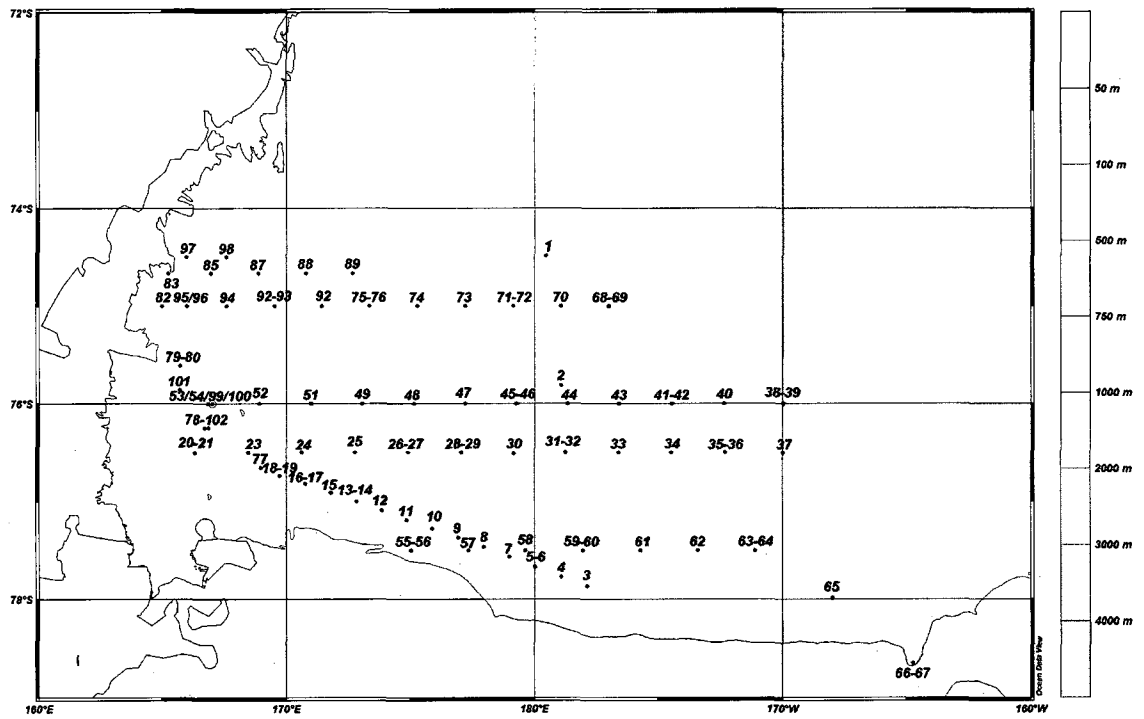 72°S
50 m
100 m
74°S
97 98 1 500 m
85 87 88 89
83
82 95/96 94 92-93 92 75-76 74 73 71-72 70 68-69
750 m
79-80
2
101 1000 m
53/54/99/100 52 51 49 48 47 45-46 44 43 41-42 40 38-39
76°S
78-102
20-21 23 24 25 26-27 28-29 30 31-32 33 34 35-36 37
77
18-19 2000 m
16-17
15 13-14
12
11 10
9 8 58
55-56 57 7 59-60 61 62 63-64 3000 m
5-6
4 3
65
78°S
4000 m
66-67
Ocean Data View
160°E 170°E 180°E 170°W 160°W